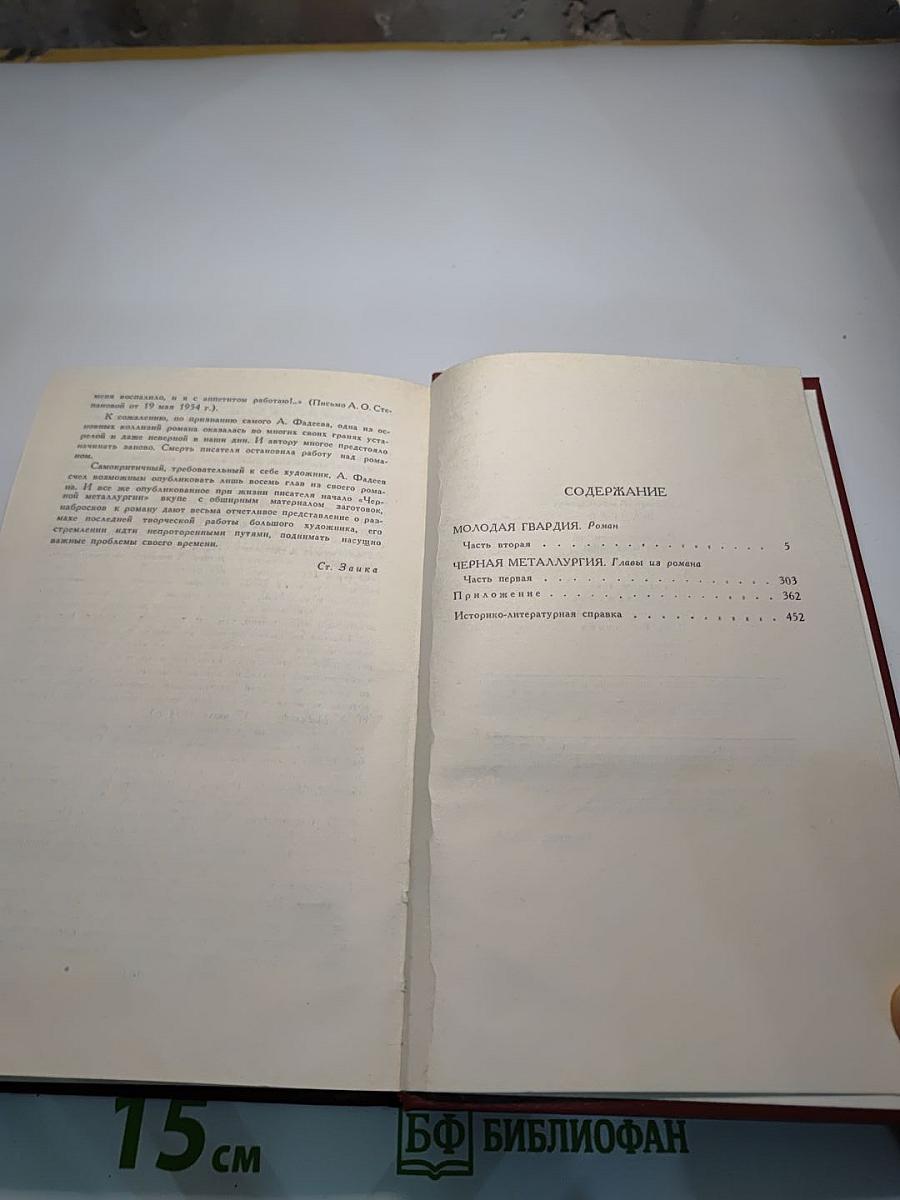 меня воспалило, и я с аппетитом работаю!..» (Письмо А. О. Сте-
пановой от 19 мая 1954 г.).
К сожалению, по признанию самого А. Фадеева, одна из ос-
новных коллизий романа оказалась во многих своих гранях уста-
релой и даже неверной в наши дни. И автору многое предстояло
начинать заново. Смерть писателя остановила работу над рома-
ном.
Самокритичный, требовательный к себе художник, А. Фадеев
счел возможным опубликовать лишь восемь глав из своего рома-
на. И все же опубликованное при жизни писателя начало «Чер-
ной металлургии» вкупе с обширным материалом заготовок,
набросков к роману дают весьма отчетливое представление о раз-
махе последней творческой работы большого художника, его
стремлении идти непроторенными путями, поднимать насущно
важные проблемы своего времени.
Ст. Заика
СОДЕРЖАНИЕ
МОЛОДАЯ ГВАРДИЯ. Роман
Часть вторая . . . . . . . . . . . . . . . . 5
ЧЕРНАЯ МЕТАЛЛУРГИЯ. Главы из романа
Часть первая . . . . . . . . . . . . . . . . 303
Приложение . . . . . . . . . . . . . . . . 362
Историко-литературная справка . . . . . . . . . . . 452
15 см
БФ БИБЛИОФАН